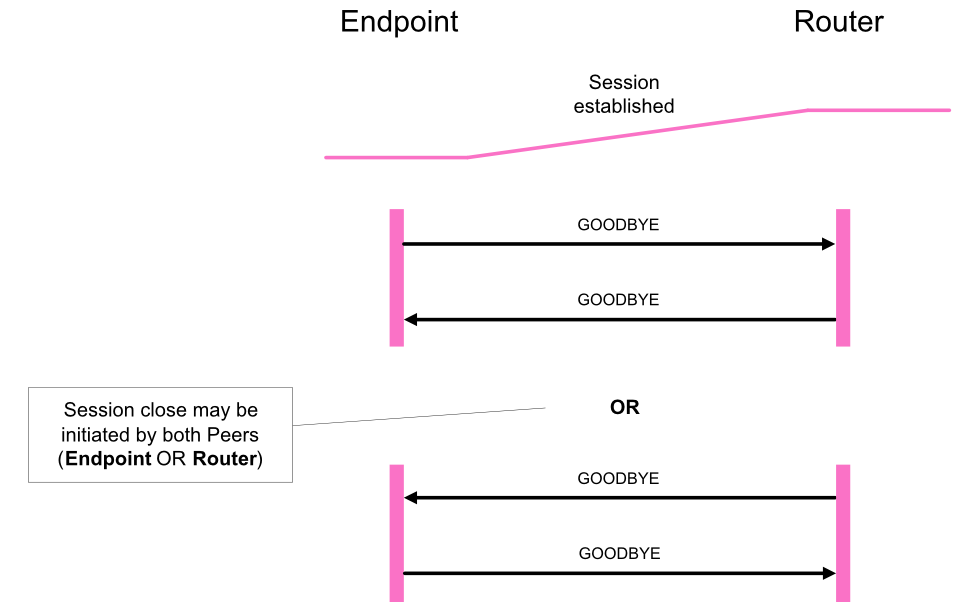 Endpoint
Router
Session
established
GOODBYE
GOODBYE
OR
Session close may be
initiated by both Peers
(Endpoint OR Router)
GOODBYE
GOODBYE